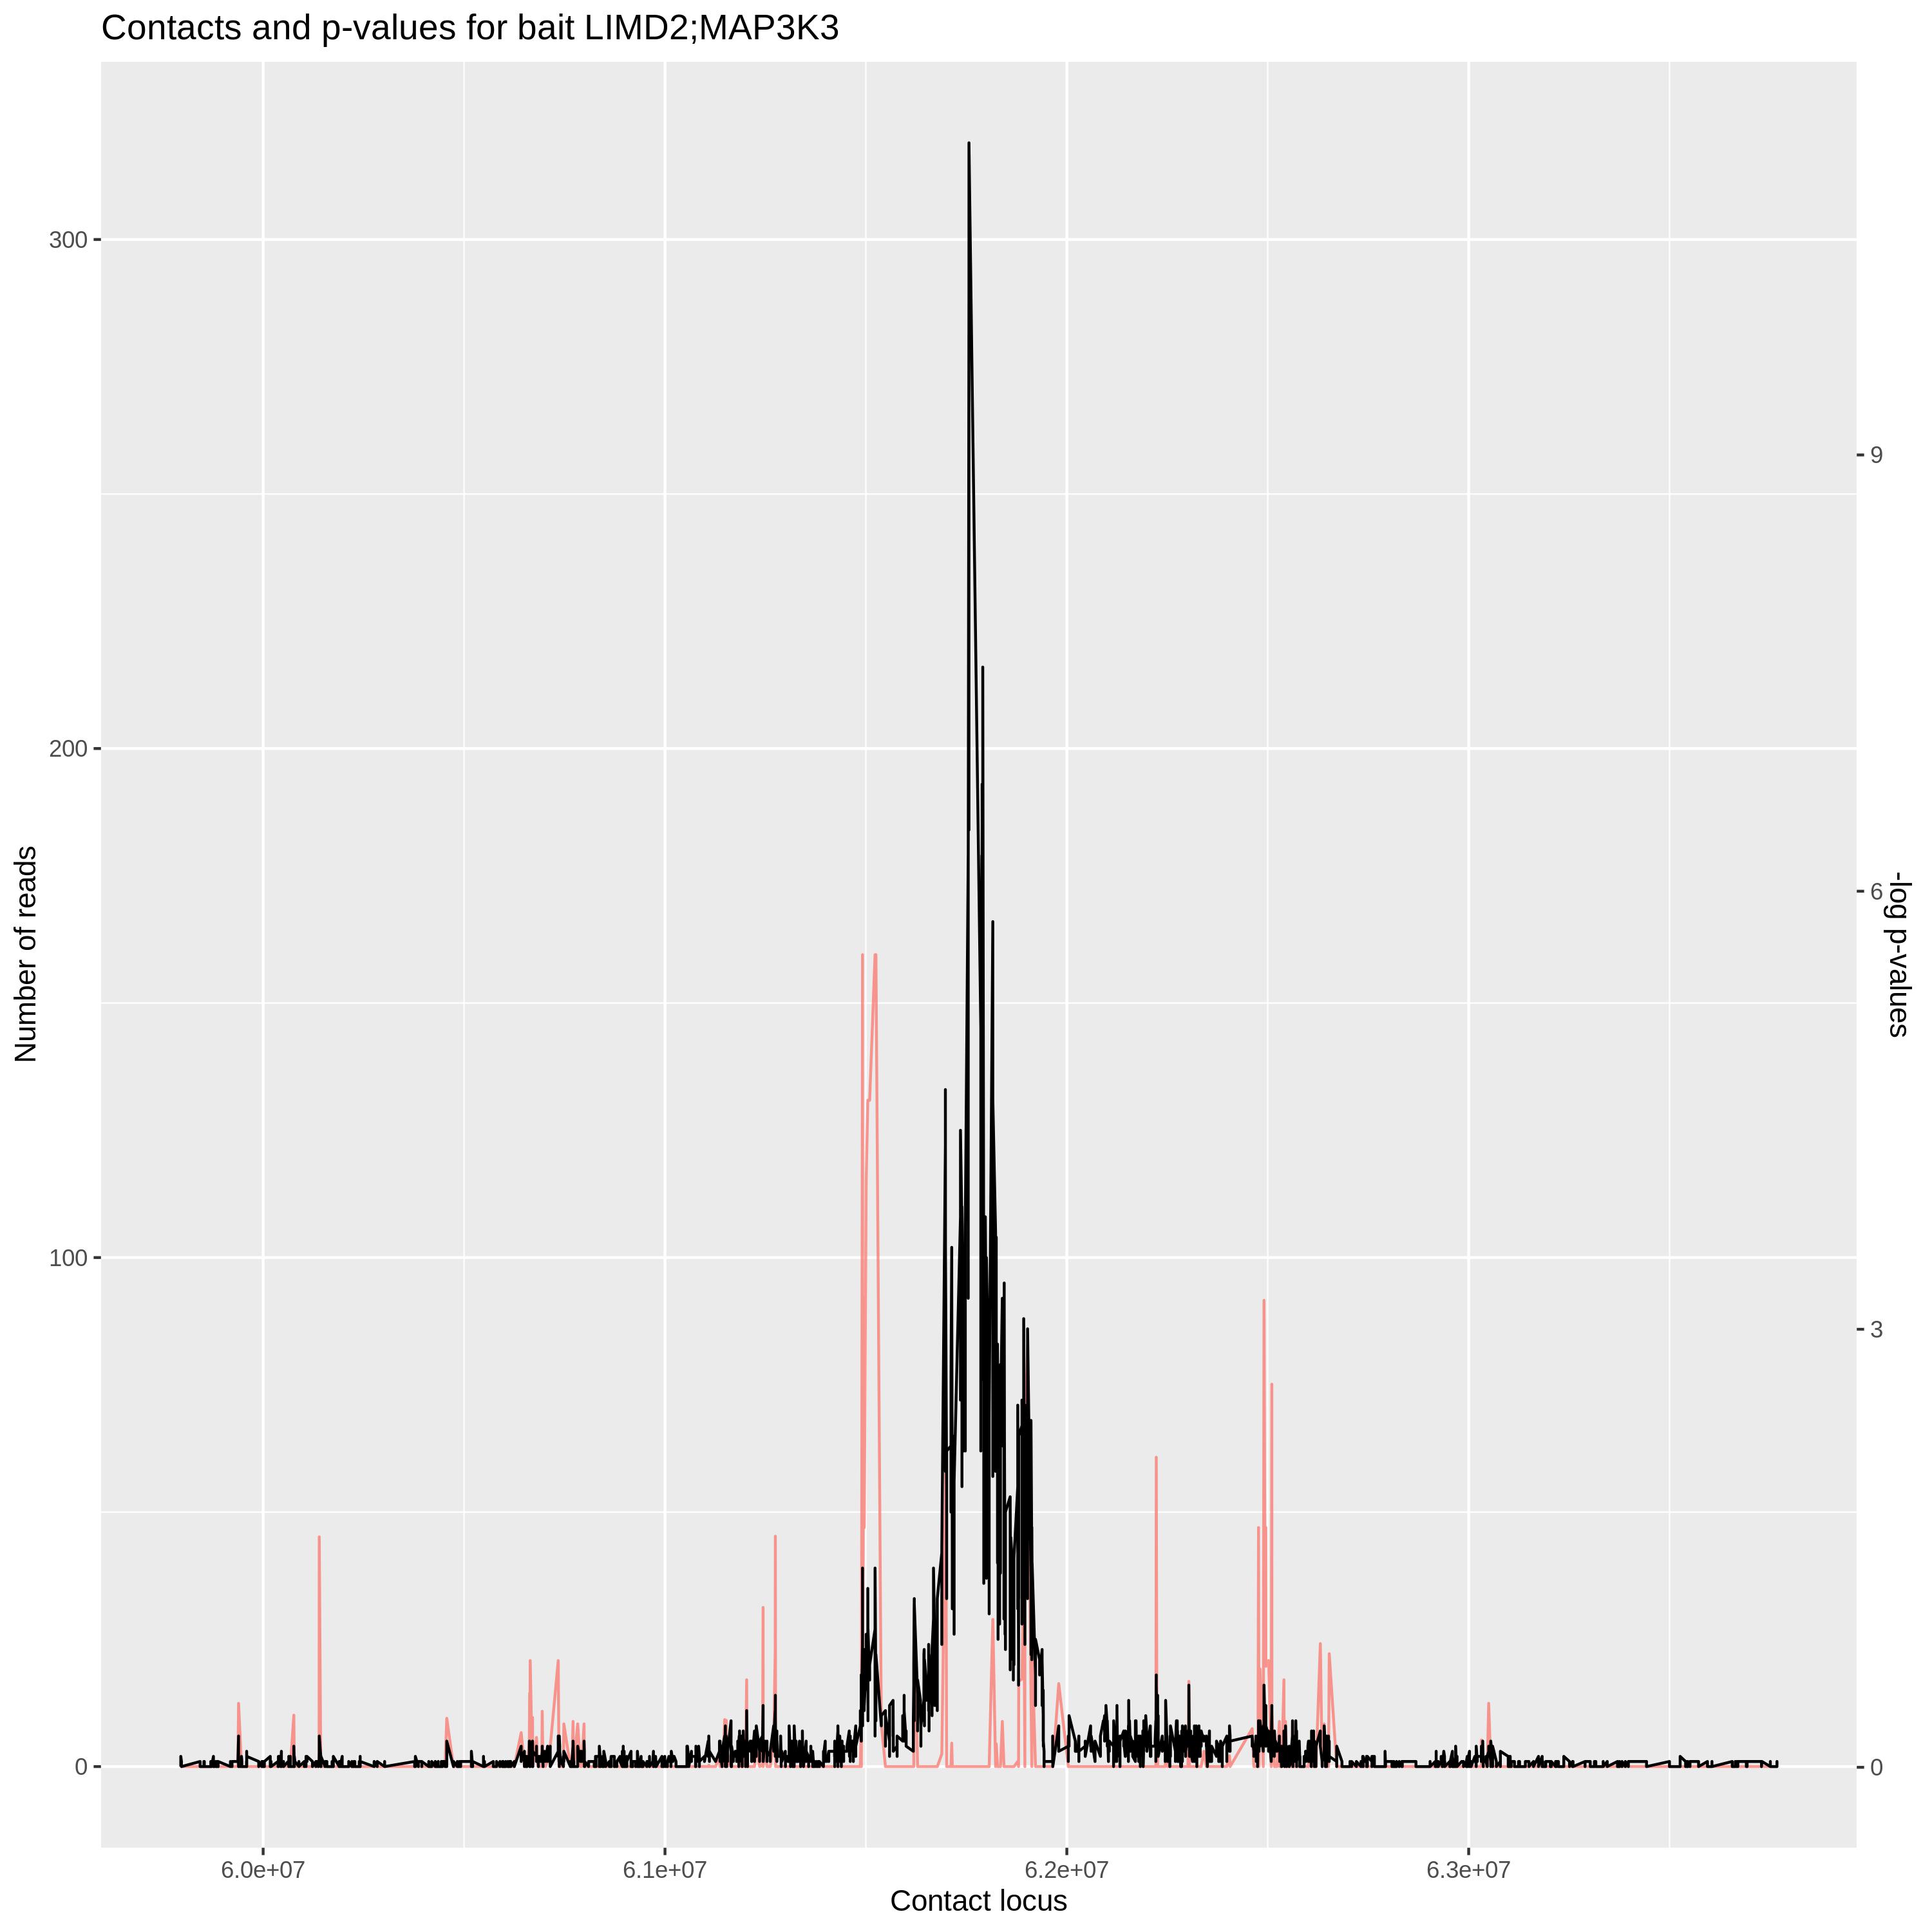 Contacts and p-values for bait LIMD2;MAP3K3
300
200
100
0
Number of reads
9
6
3
0
-log p-values
6.0e+07
6.1e+07
6.2e+07
6.3e+07
Contact locus